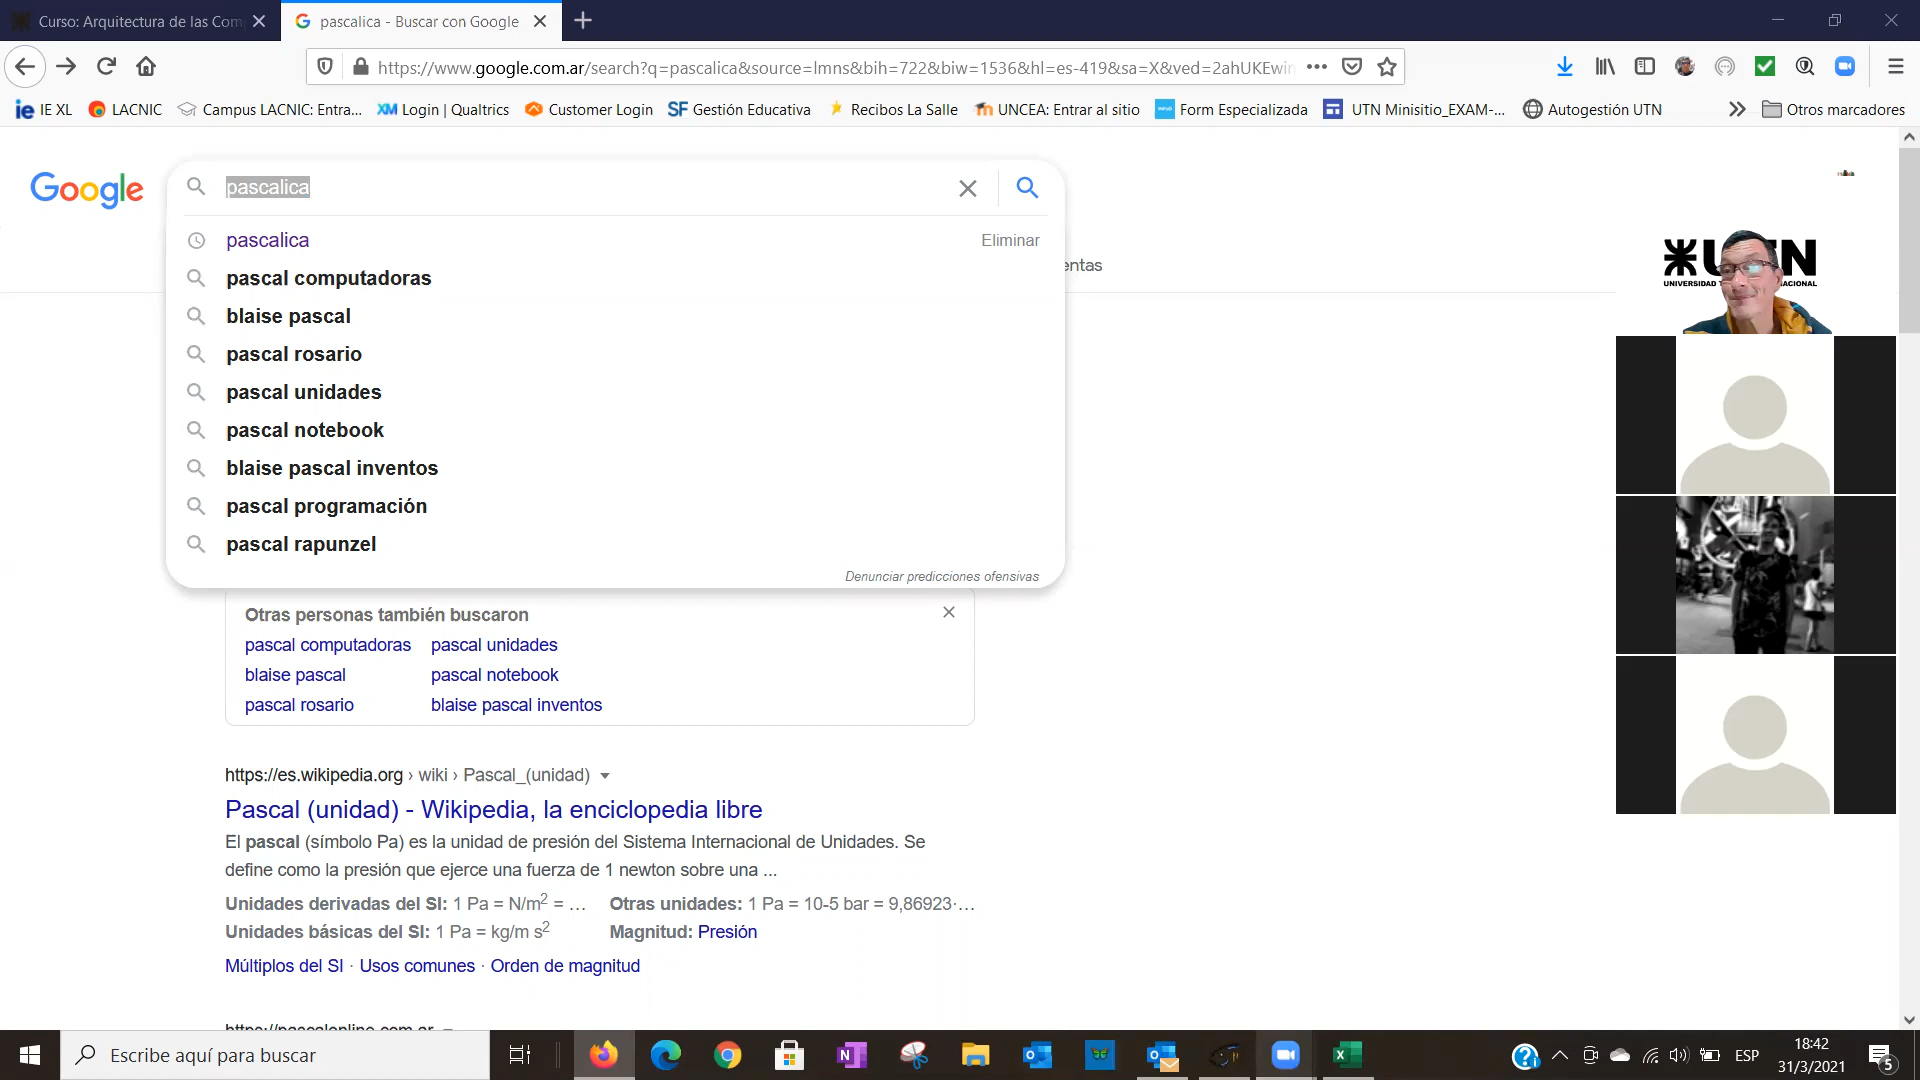 Curso: Arquitectura de las Com
pascalica - Buscar con Google
https://www.google.com.ar/search?q=pascalica&source=lmns&bih=722&biw=1536&hl=es-419&sa=X&ved=2ahUKEwin
IE XL
LACNIC
Campus LACNIC: Entra...
XM Login | Qualtrics
Customer Login
SF Gestión Educativa
Recibos La Salle
UNCEA: Entrar al sitio
Form Especializada
UTN Minisitio_EXAM-...
Autogestión UTN
Otros marcadores
Google
pascalica
pascalica
Eliminar
pascal computadoras
entas
blaise pascal
pascal rosario
pascal unidades
pascal notebook
blaise pascal inventos
pascal programación
pascal rapunzel
Denunciar predicciones ofensivas
Otras personas también buscaron
pascal computadoras pascal unidades
blaise pascal pascal notebook
pascal rosario blaise pascal inventos
https://es.wikipedia.org › wiki › Pascal_(unidad)
Pascal (unidad) - Wikipedia, la enciclopedia libre
El pascal (símbolo Pa) es la unidad de presión del Sistema Internacional de Unidades. Se
define como la presión que ejerce una fuerza de 1 newton sobre una ...
Unidades derivadas del SI: 1 Pa = N/m2 = … Otras unidades: 1 Pa = 10-5 bar = 9,86923·…
Unidades básicas del SI: 1 Pa = kg/m s2 Magnitud: Presión
Múltiplos del SI · Usos comunes · Orden de magnitud
https://pascalonline.com.ar
Escribe aquí para buscar
ESP
18:42
31/3/2021
5